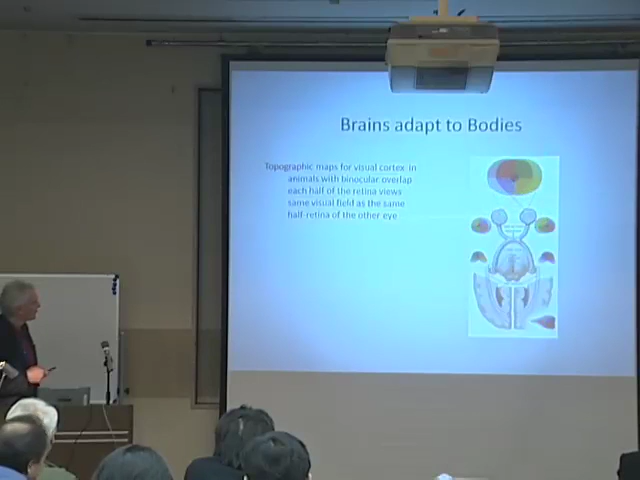 Brains adapt to Bodies
Topographic maps for visual cortex in
animals with binocular overlap
each half of the retina views
same visual field as the same
half-retina of the other eye